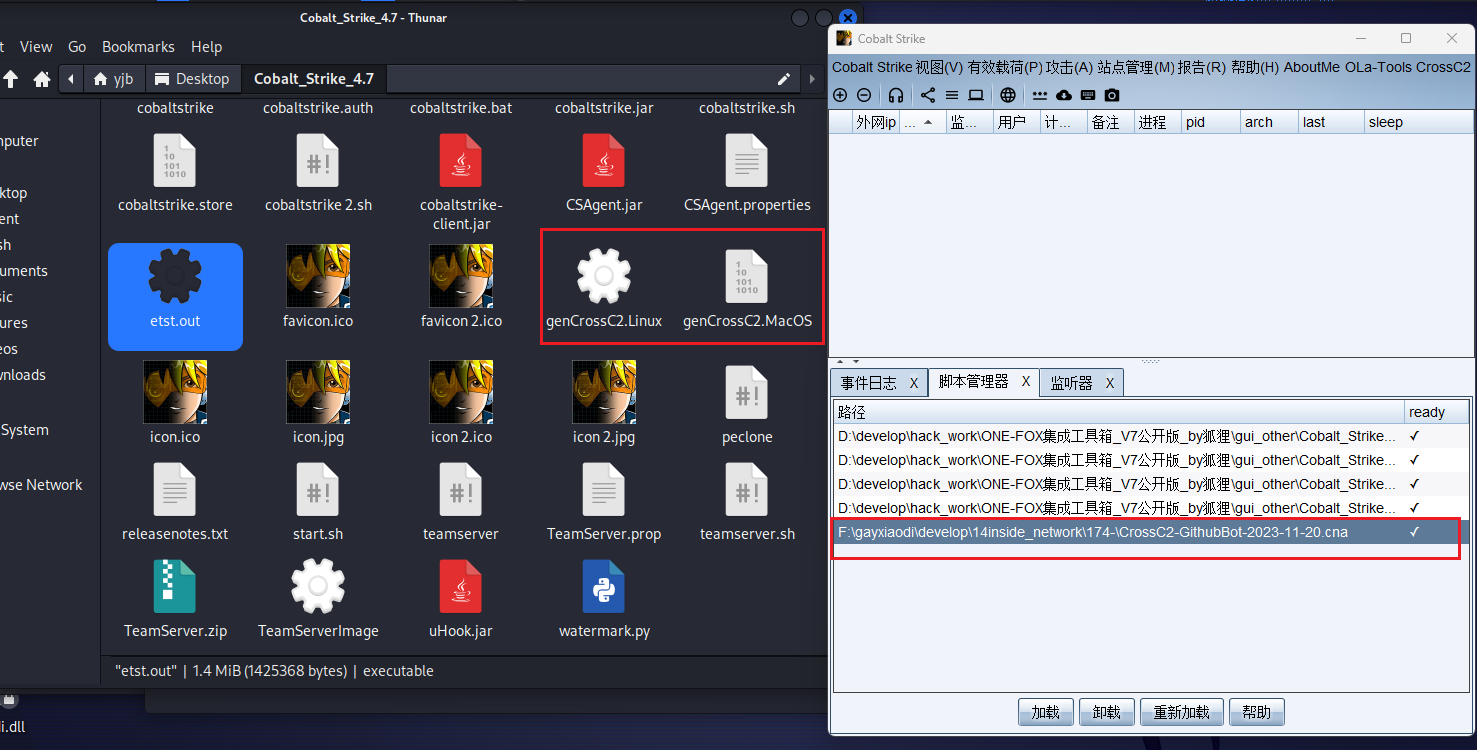 Cobalt_Strike_4.7 - Thunar
t View Go Bookmarks Help
yjb Desktop Cobalt_Strike_4.7
cobaltstrike cobaltstrike.auth cobaltstrike.bat cobaltstrike.jar cobaltstrike.sh
cobaltstrike.store cobaltstrike 2.sh cobaltstrike-
client.jar CSAgent.jar CSAgent.properties
etst.out favicon.ico favicon 2.ico genCrossC2.Linux genCrossC2.MacOS
icon.ico icon.jpg icon 2.ico icon 2.jpg peclone
releasenotes.txt start.sh teamserver TeamServer.prop teamserver.sh
TeamServer.zip TeamServerImage uHook.jar watermark.py
nputer
ktop
ent
sh
uments
sic
ures
eos
wnloads
System
wse Network
"etst.out" | 1.4 MiB (1425368 bytes) | executable
i.dll
Cobalt Strike
Cobalt Strike 视图(V) 有效载荷(P) 攻击(A) 站点管理(M) 报告(R) 帮助(H) AboutMe OLa-Tools CrossC2
外网ip ... 监... 用户 计... 备注 进程 pid arch last sleep
事件日志 X 脚本管理器 X 监听器 X
路径 ready
D:\develop\hack_work\ONE-FOX集成工具箱_V7公开版_by狐狸\gui_other\Cobalt_Strike... ✓
D:\develop\hack_work\ONE-FOX集成工具箱_V7公开版_by狐狸\gui_other\Cobalt_Strike... ✓
D:\develop\hack_work\ONE-FOX集成工具箱_V7公开版_by狐狸\gui_other\Cobalt_Strike... ✓
D:\develop\hack_work\ONE-FOX集成工具箱_V7公开版_by狐狸\gui_other\Cobalt_Strike... ✓
F:\gayxiaodi\develop\14inside_network\174-\CrossC2-GithubBot-2023-11-20.cna ✓
加载 卸载 重新加载 帮助